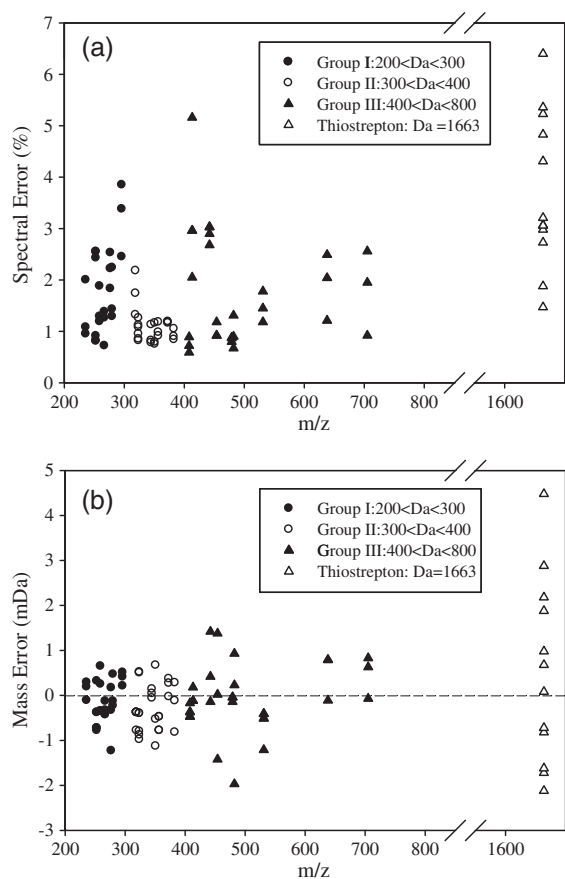 7
(a)
Group I:200<Da<300
Group II:300<Da<400
Group III:400<Da<800
Thiostrepton: Da =1663
6
5
4
3
2
1
0
Spectral Error (%)
200 300 400 500 600 700 800 1600
m/z
5
(b)
Group I:200<Da<300
Group II:300<Da<400
Group III:400<Da<800
Thiostrepton: Da=1663
4
3
2
1
0
-1
-2
-3
Mass Error (mDa)
200 300 400 500 600 700 800 1600
m/z